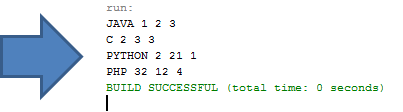 run:
JAVA 1 2 3
C 2 3 3
PYTHON 2 21 1
PHP 32 12 4
BUILD SUCCESSFUL (total time: 0 seconds)